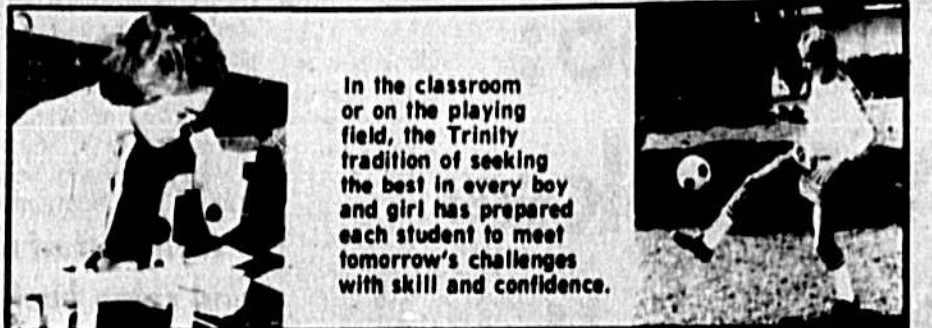 In the classroom
or on the playing
field, the Trinity
tradition of seeking
the best in every boy
and girl has prepared
each student to meet
tomorrow's challenges
with skill and confidence.